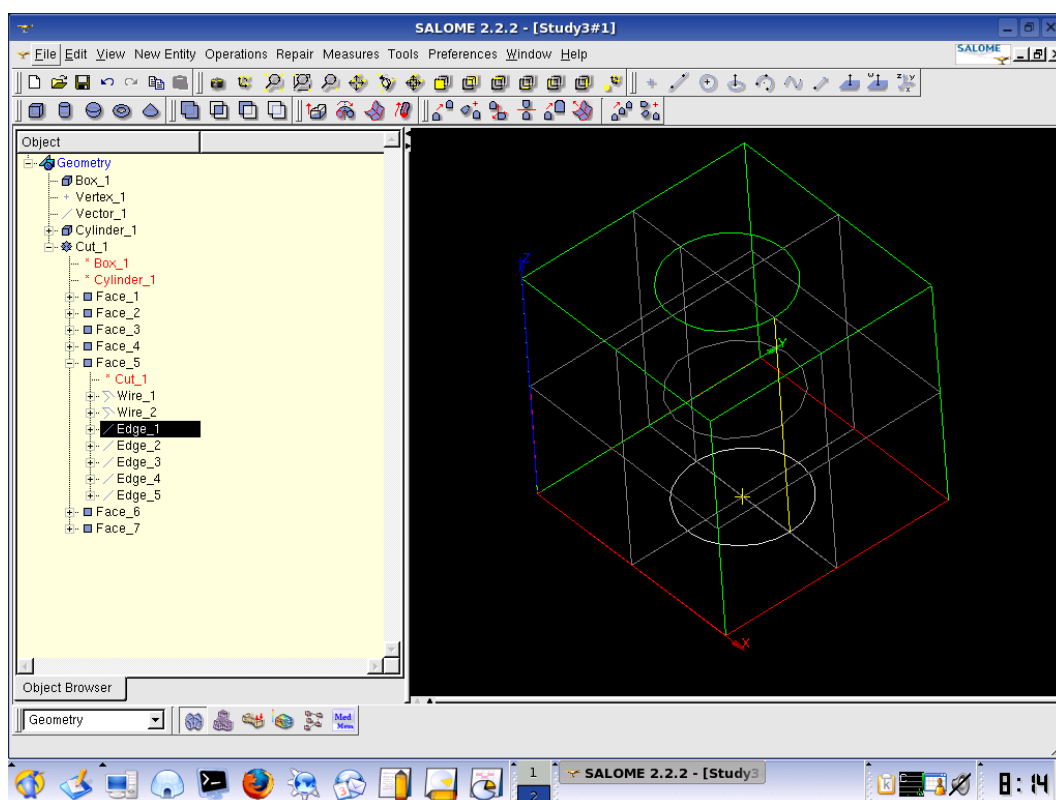 SALOME 2.2.2 - [Study3#1]
File Edit View New Entity Operations Repair Measures Tools Preferences Window Help
SALOME
Object
Geometry
Box_1
Vertex_1
Vector_1
Cylinder_1
Cut_1
* Box_1
* Cylinder_1
Face_1
Face_2
Face_3
Face_4
Face_5
* Cut_1
Wire_1
Wire_2
Edge_1
Edge_2
Edge_3
Edge_4
Edge_5
Face_6
Face_7
Z
Y
X
Object Browser
Geometry
Med
1
2
SALOME 2.2.2 - [Study3
8:14